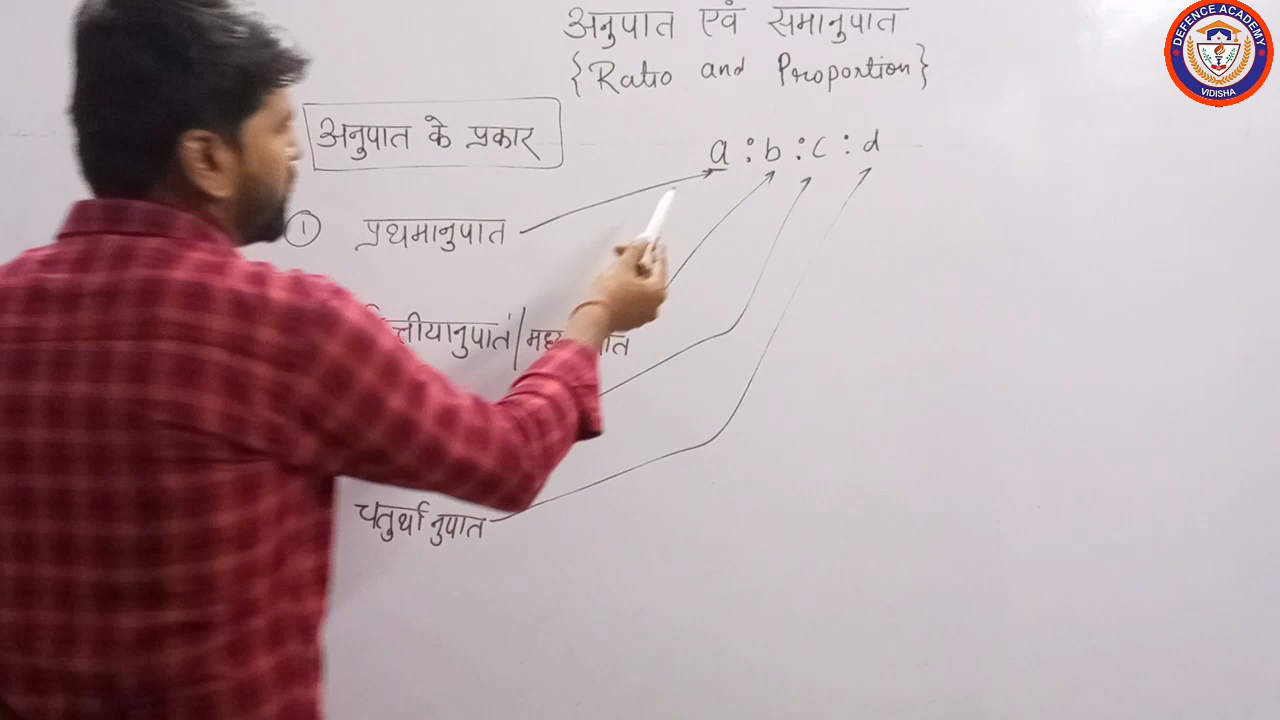 अनुपात एवं समानुपात
{Ratio and Proportion}
DEFENCE ACADEMY
VIDISHA
अनुपात के प्रकार
a : b : c : d
① प्रथमानुपात
चतुर्थानुपात